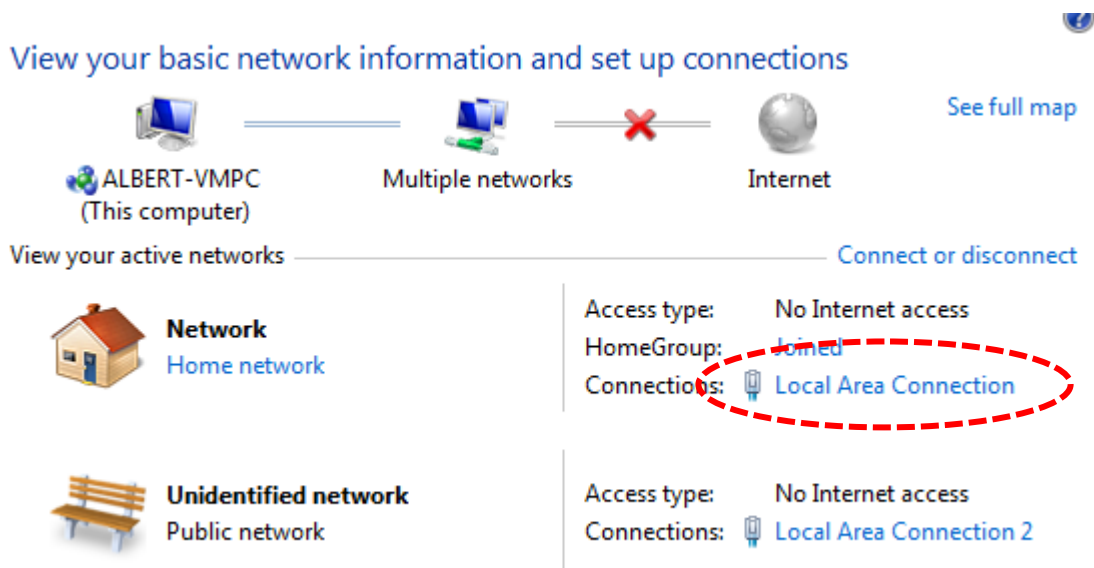 View your basic network information and set up connections
See full map
ALBERT-VMPC Multiple networks Internet
(This computer)
View your active networks Connect or disconnect
Network
Home network
Access type: No Internet access
HomeGroup: Joined
Connections: Local Area Connection
Unidentified network
Public network
Access type: No Internet access
Connections: Local Area Connection 2